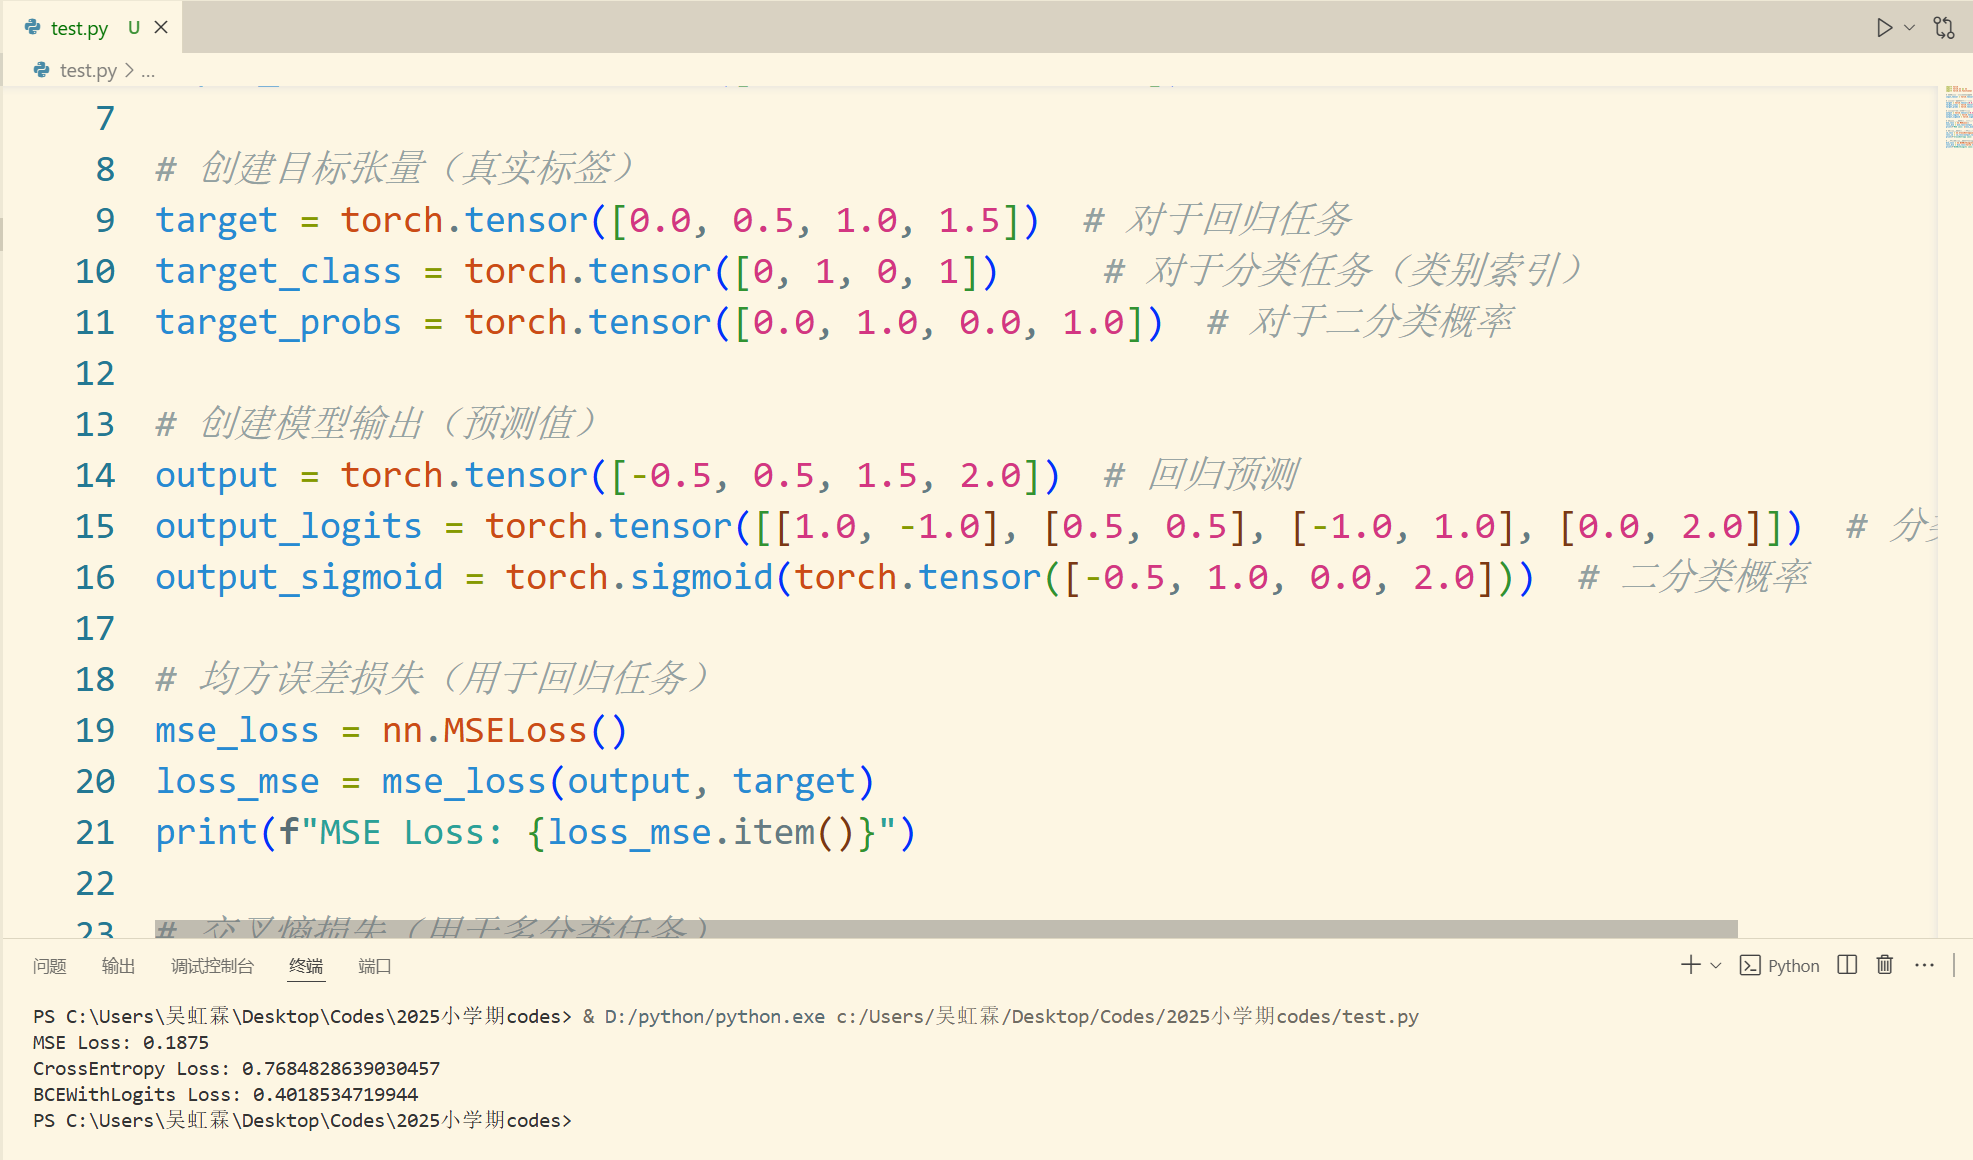 test.py U
test.py > ...
7
8 # 创建目标张量（真实标签）
9 target = torch.tensor([0.0, 0.5, 1.0, 1.5])  # 对于回归任务
10 target_class = torch.tensor([0, 1, 0, 1])     # 对于分类任务（类别索引）
11 target_probs = torch.tensor([0.0, 1.0, 0.0, 1.0])  # 对于二分类概率
12
13 # 创建模型输出（预测值）
14 output = torch.tensor([-0.5, 0.5, 1.5, 2.0])  # 回归预测
15 output_logits = torch.tensor([[1.0, -1.0], [0.5, 0.5], [-1.0, 1.0], [0.0, 2.0]])  # 分
16 output_sigmoid = torch.sigmoid(torch.tensor([-0.5, 1.0, 0.0, 2.0]))  # 二分类概率
17
18 # 均方误差损失（用于回归任务）
19 mse_loss = nn.MSELoss()
20 loss_mse = mse_loss(output, target)
21 print(f"MSE Loss: {loss_mse.item()}")
22
23 # 交叉熵损失（用于多分类任务）
问题 输出 调试控制台 终端 端口 Python
PS C:\Users\吴虹霖\Desktop\Codes\2025小学期codes> & D:/python/python.exe c:/Users/吴虹霖/Desktop/Codes/2025小学期codes/test.py
MSE Loss: 0.1875
CrossEntropy Loss: 0.7684828639030457
BCEWithLogits Loss: 0.4018534719944
PS C:\Users\吴虹霖\Desktop\Codes\2025小学期codes>